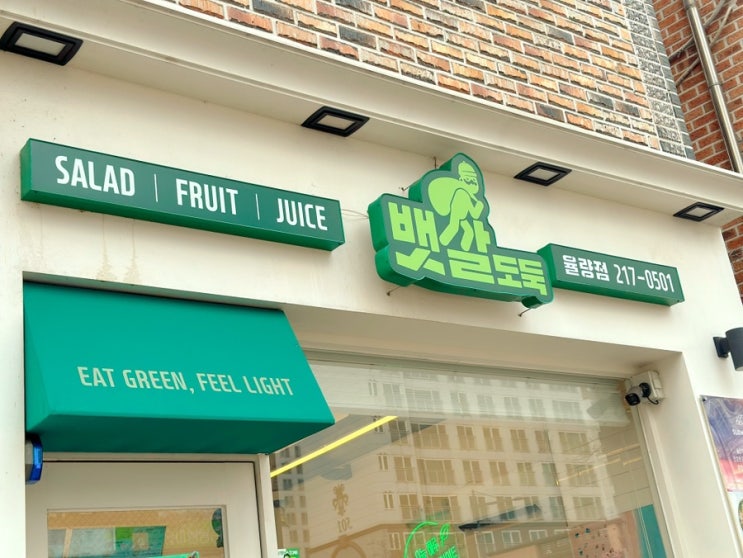 SALAD | FRUIT | JUICE
뱃살도둑
율량점 217-0501
EAT GREEN, FEEL LIGHT